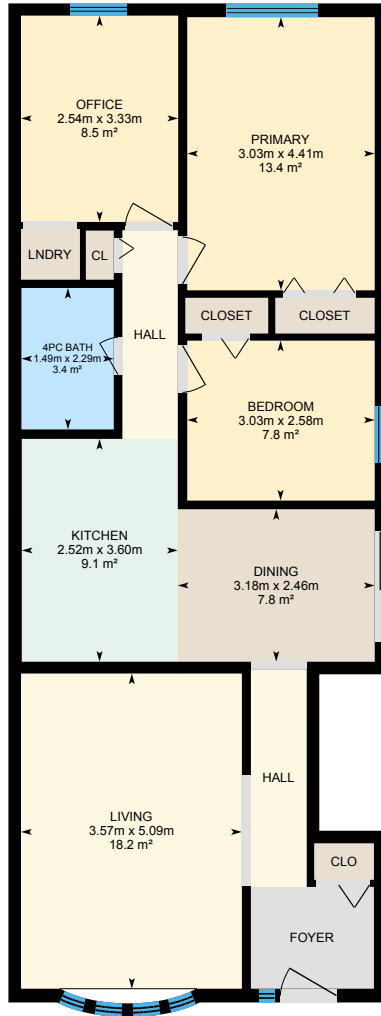 OFFICE
2.54m x 3.33m
8.5 m²
PRIMARY
3.03m x 4.41m
13.4 m²
LNDRY
CL
HALL
CLOSET
CLOSET
4PC BATH
1.49m x 2.29m
3.4 m²
BEDROOM
3.03m x 2.58m
7.8 m²
KITCHEN
2.52m x 3.60m
9.1 m²
DINING
3.18m x 2.46m
7.8 m²
HALL
LIVING
3.57m x 5.09m
18.2 m²
CLO
FOYER